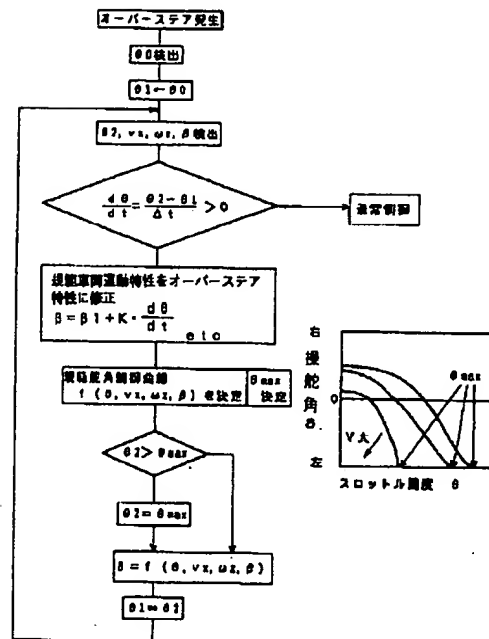 オーバーステア発生
θ0検出
θ1←θ0
θ2, vx, ωz, β検出
dθ/dt = θ2−θ1/Δt > 0
通常制御
規範車両運動特性をオーバーステア
特性に修正
β=β1+K・dθ/dt
etc
規範舵角制御曲線
f (θ, vx, ωz, β) を決定
θmax
決定
θ2>θmax
θ2=θmax
δ=f (θ, vx, ωz, β)
θ1=θ2
右
操舵角δ
0
左
θmax
V大
スロットル開度 θ